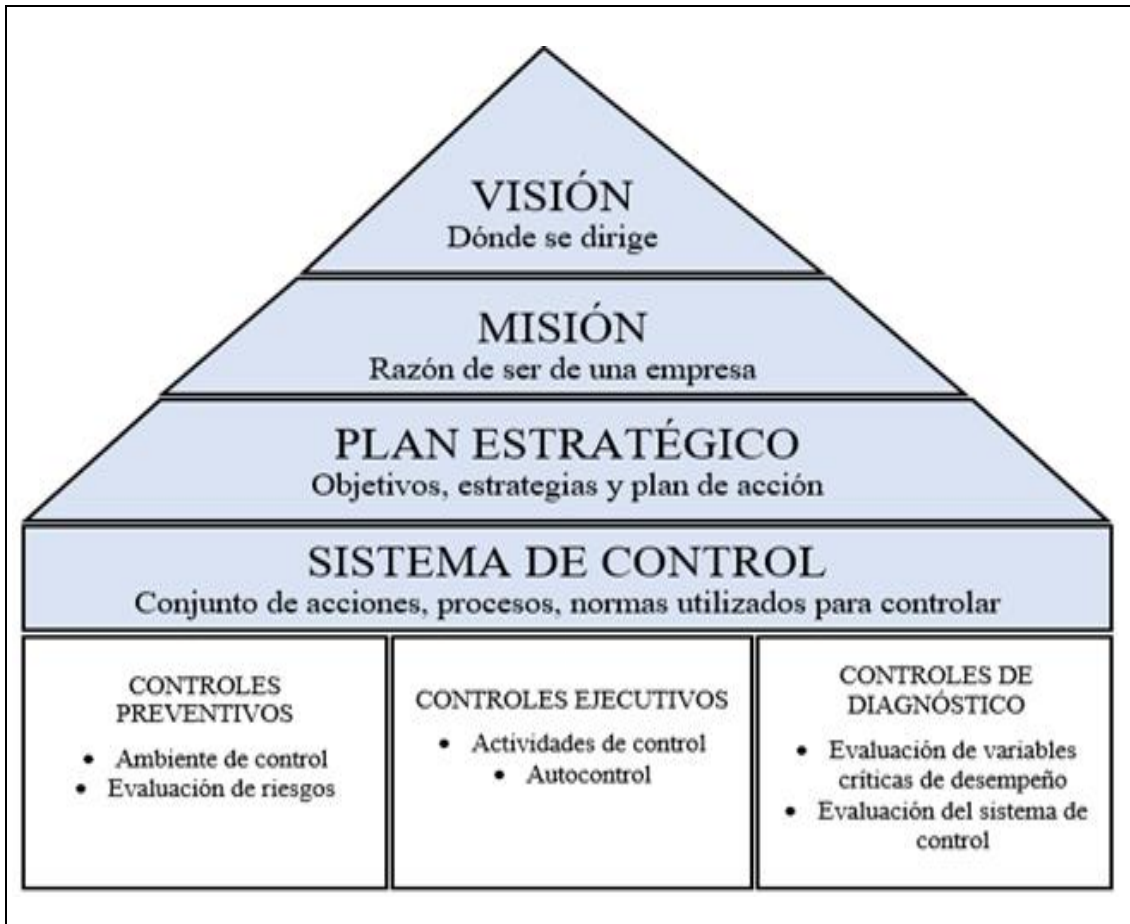 VISIÓN
Dónde se dirige
MISIÓN
Razón de ser de una empresa
PLAN ESTRATÉGICO
Objetivos, estrategias y plan de acción
SISTEMA DE CONTROL
Conjunto de acciones, procesos, normas utilizados para controlar
CONTROLES
PREVENTIVOS
• Ambiente de control
• Evaluación de riesgos
CONTROLES EJECUTIVOS
• Actividades de control
• Autocontrol
CONTROLES DE
DIAGNÓSTICO
• Evaluación de variables
críticas de desempeño
• Evaluación del sistema de
control